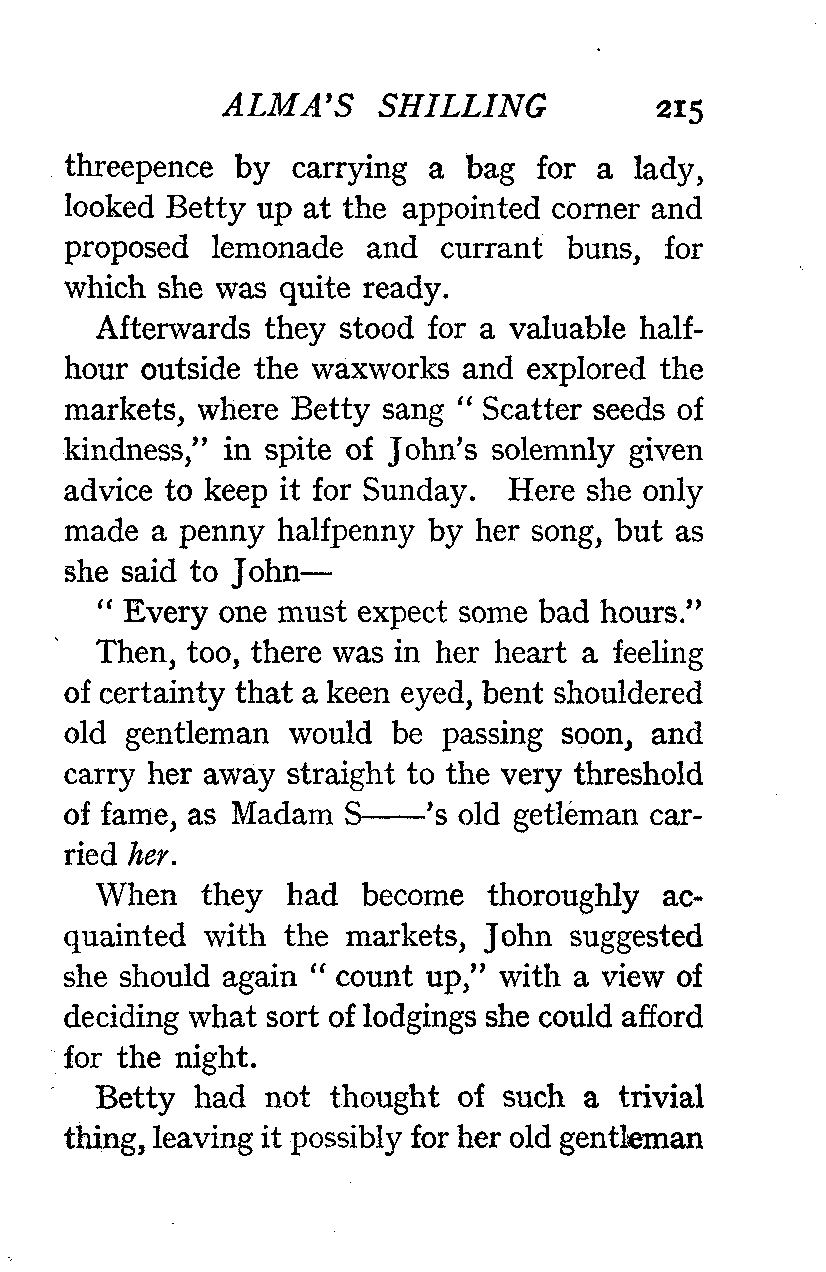 ALMA'S SHILLING 215
threepence by carrying a bag for a lady,
looked Betty up at the appointed corner and
proposed lemonade and currant buns, for
which she was quite ready.
Afterwards they stood for a valuable half-
hour outside the waxworks and explored the
markets, where Betty sang “ Scatter seeds of
kindness,” in spite of John's solemnly given
advice to keep it for Sunday. Here she only
made a penny halfpenny by her song, but as
she said to John—
“ Every one must expect some bad hours.”
Then, too, there was in her heart a feeling
of certainty that a keen eyed, bent shouldered
old gentleman would be passing soon, and
carry her away straight to the very threshold
of fame, as Madam S——'s old getleman car-
ried her.
When they had become thoroughly ac-
quainted with the markets, John suggested
she should again “ count up,” with a view of
deciding what sort of lodgings she could afford
for the night.
Betty had not thought of such a trivial
thing, leaving it possibly for her old gentleman